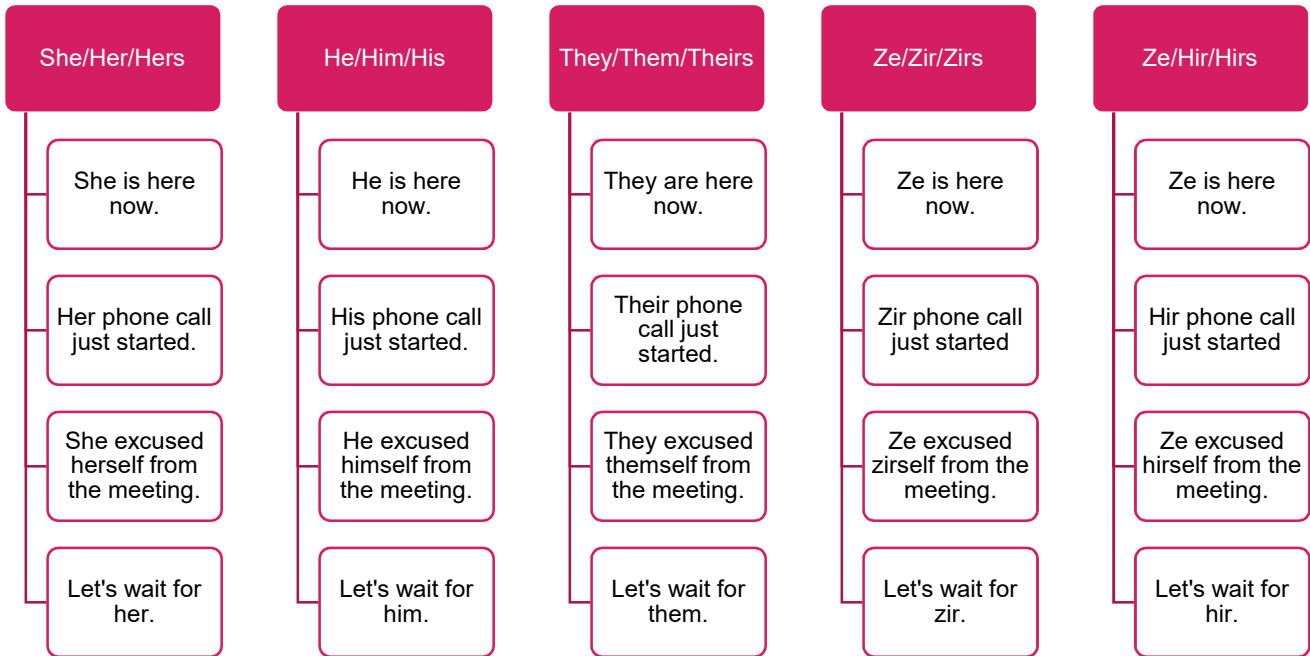 She/Her/Hers
She is here
now.
Her phone call
just started.
She excused
herself from
the meeting.
Let's wait for
her.
He/Him/His
He is here
now.
His phone call
just started.
He excused
himself from
the meeting.
Let's wait for
him.
They/Them/Theirs
They are here
now.
Their phone
call just
started.
They excused
themself from
the meeting.
Let's wait for
them.
Ze/Zir/Zirs
Ze is here
now.
Zir phone call
just started
Ze excused
zirself from the
meeting.
Let's wait for
zir.
Ze/Hir/Hirs
Ze is here
now.
Hir phone call
just started
Ze excused
hirself from the
meeting.
Let's wait for
hir.